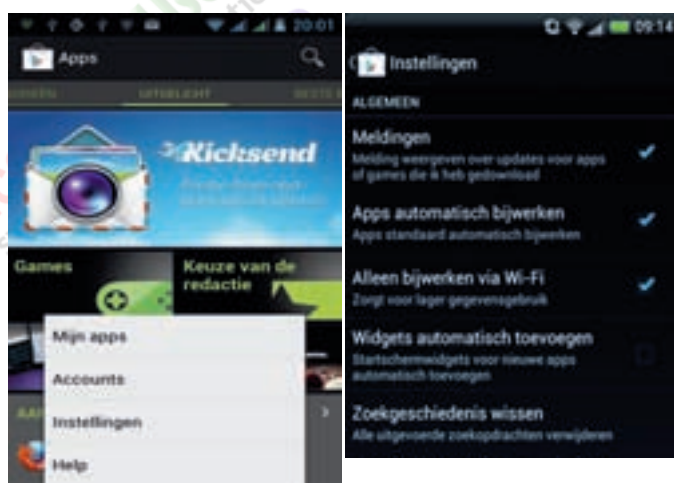 20:01
Apps
UITGELICHT
Kicksend
Games
Keuze van de
redactie
Mijn apps
Accounts
Instellingen
Help
09:14
Instellingen
ALGEMEEN
Meldingen
Melding weergeven over updates voor apps
of games die ik heb gedownload
Apps automatisch bijwerken
Apps standaard automatisch bijwerken
Alleen bijwerken via Wi-Fi
Zorgt voor lager gegevensgebruik
Widgets automatisch toevoegen
Startschermwidgets voor nieuwe apps
automatisch toevoegen
Zoekgeschiedenis wissen
Alle uitgevoerde zoekopdrachten verwijderen